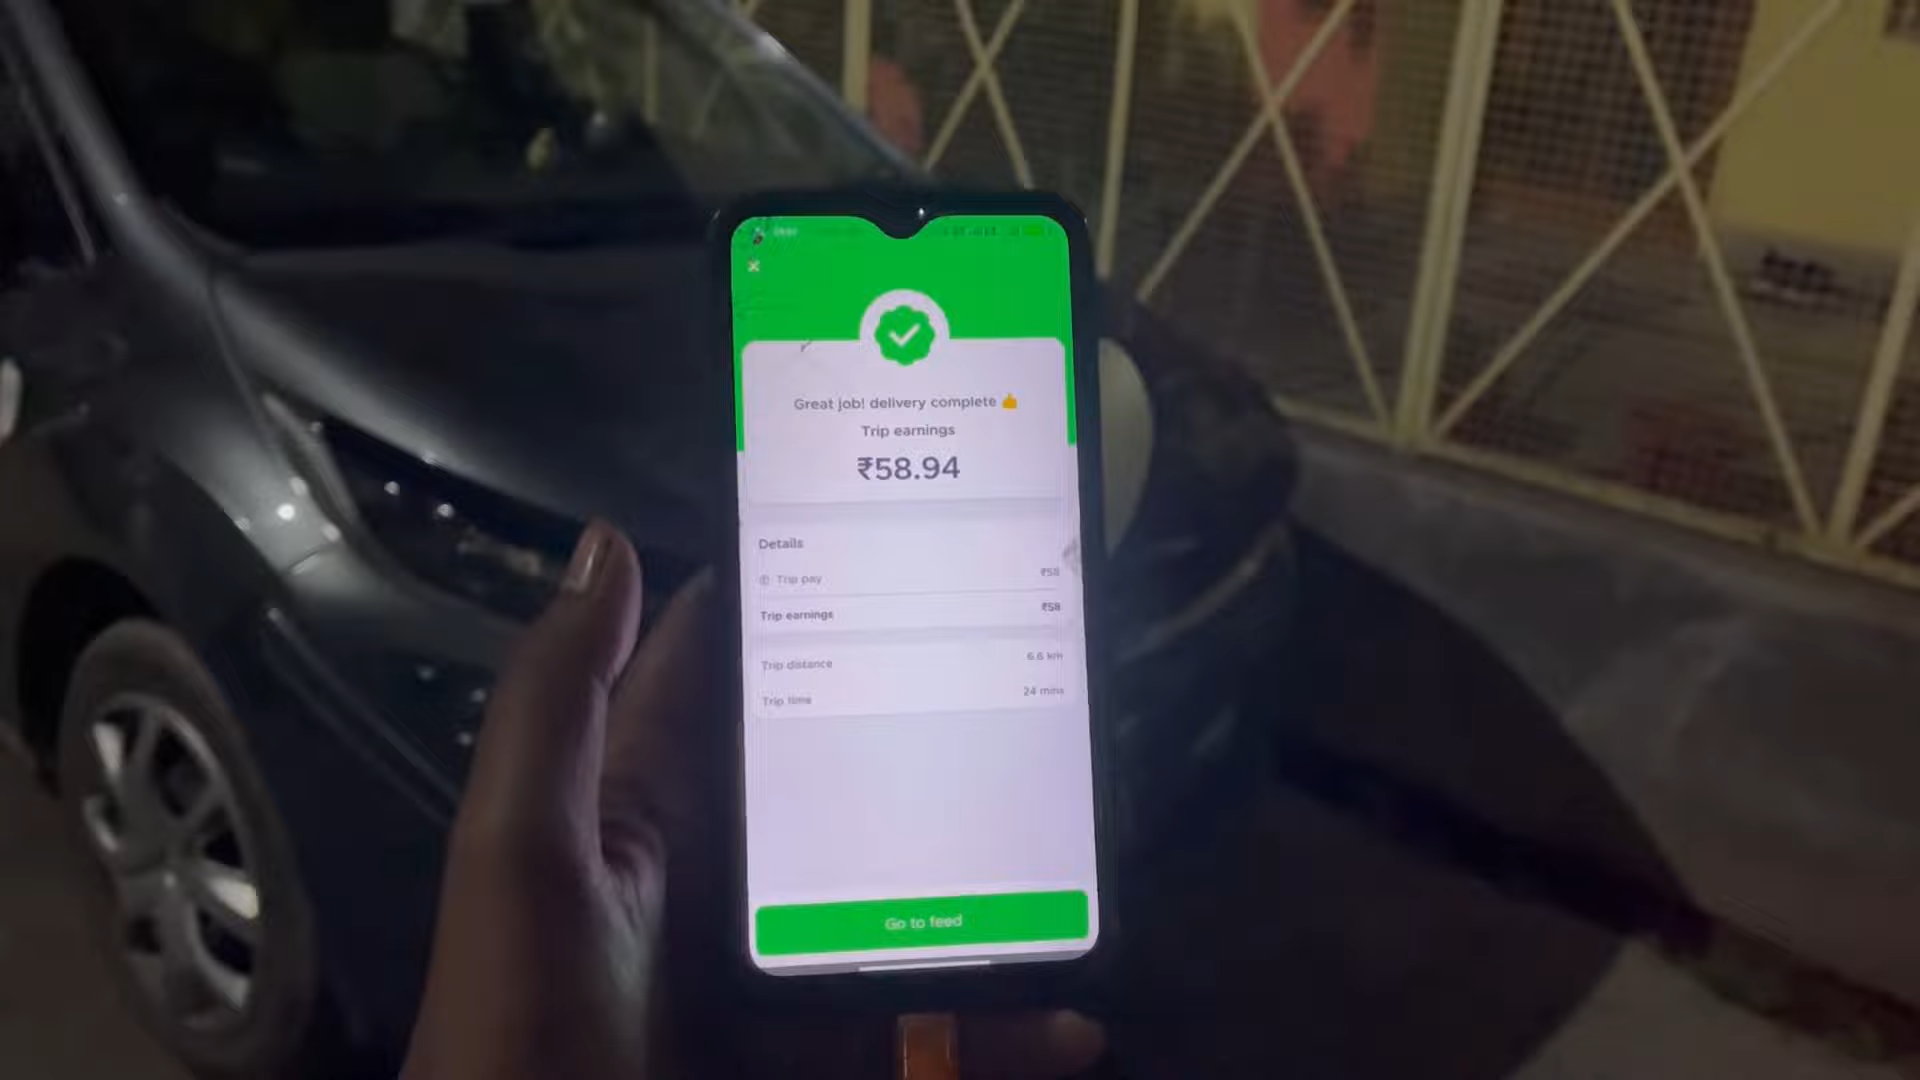 Great job! delivery complete 👍
Trip earnings
₹58.94
Details
Trip pay ₹58
Trip earnings ₹58
Trip distance 6.6 km
Trip time 24 mins
Go to feed